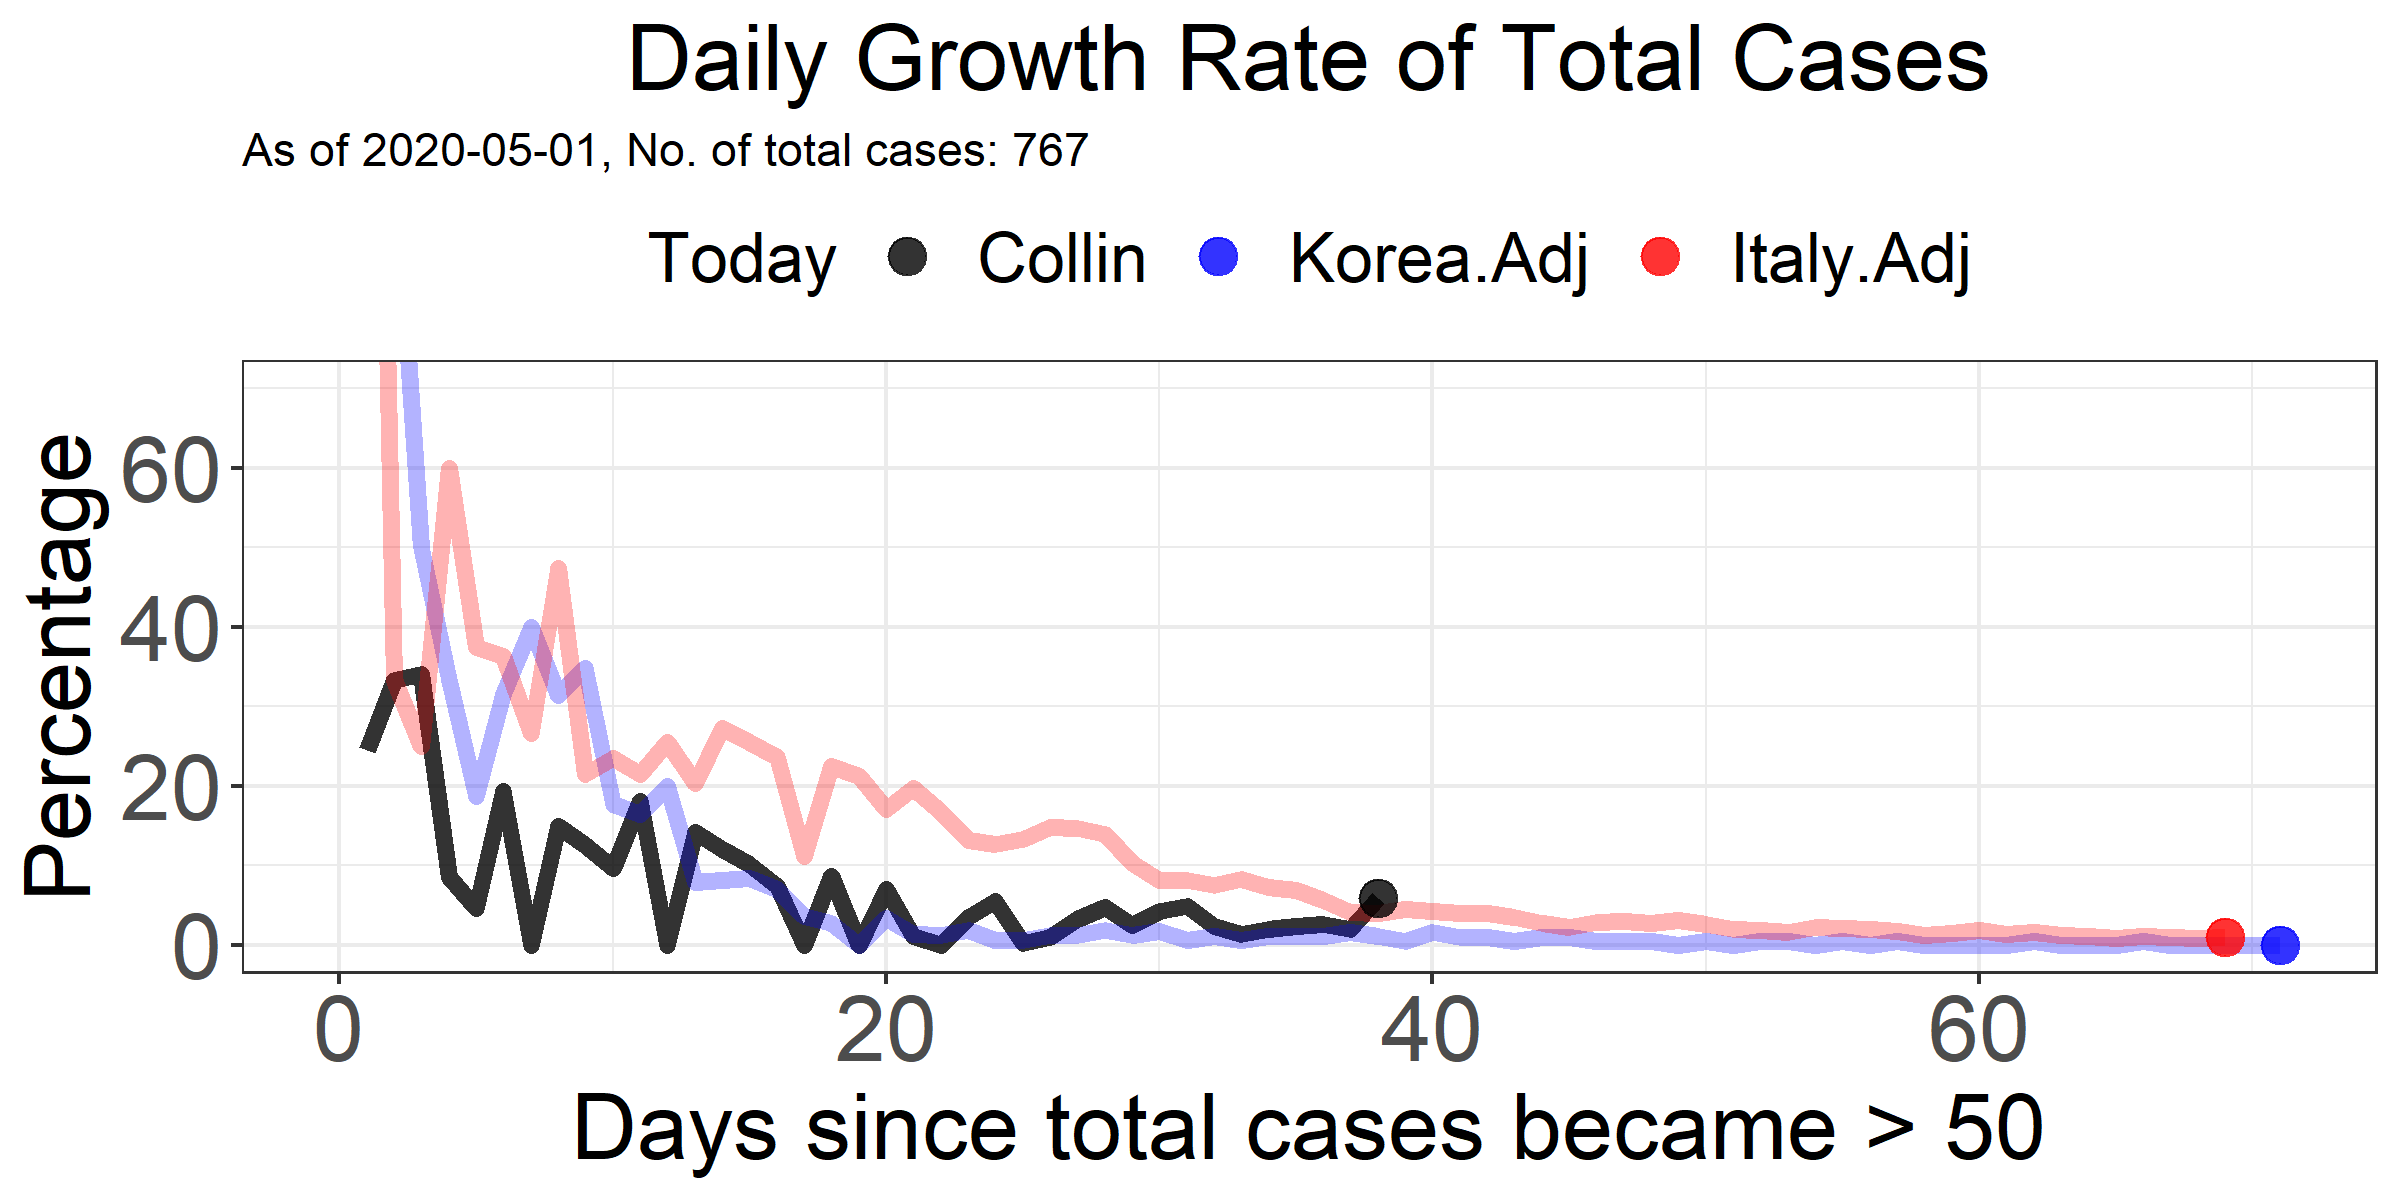 Daily Growth Rate of Total Cases
As of 2020-05-01, No. of total cases: 767
Today Collin Korea.Adj Italy.Adj
Percentage
60
40
20
0
0 20 40 60
Days since total cases became > 50